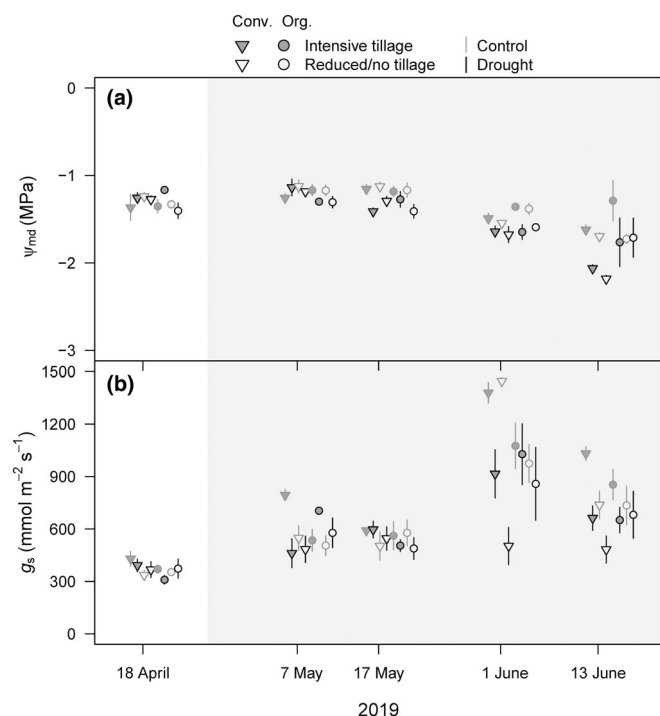 Conv. Org.
Intensive tillage Control
Reduced/no tillage Drought
(a)
0
−1
−2
−3
ψmd (MPa)
(b)
1500
1200
900
600
300
0
gs (mmol m−2 s−1)
18 April 7 May 17 May 1 June 13 June
2019